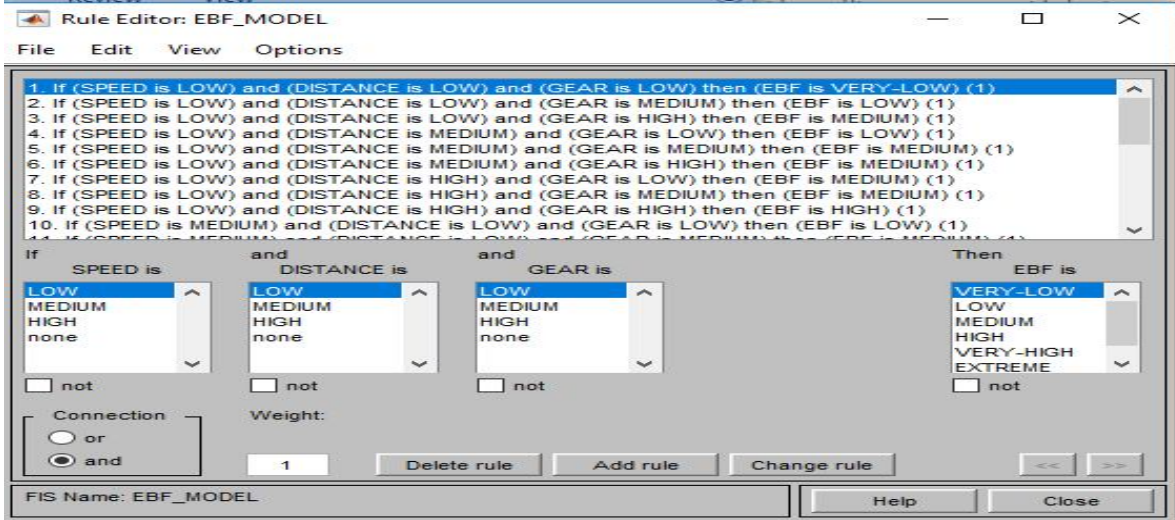 Rule Editor: EBF_MODEL
File Edit View Options
1. If (SPEED is LOW) and (DISTANCE is LOW) and (GEAR is LOW) then (EBF is VERY-LOW) (1)
2. If (SPEED is LOW) and (DISTANCE is LOW) and (GEAR is MEDIUM) then (EBF is LOW) (1)
3. If (SPEED is LOW) and (DISTANCE is LOW) and (GEAR is HIGH) then (EBF is MEDIUM) (1)
4. If (SPEED is LOW) and (DISTANCE is MEDIUM) and (GEAR is LOW) then (EBF is LOW) (1)
5. If (SPEED is LOW) and (DISTANCE is MEDIUM) and (GEAR is MEDIUM) then (EBF is MEDIUM) (1)
6. If (SPEED is LOW) and (DISTANCE is MEDIUM) and (GEAR is HIGH) then (EBF is MEDIUM) (1)
7. If (SPEED is LOW) and (DISTANCE is HIGH) and (GEAR is LOW) then (EBF is MEDIUM) (1)
8. If (SPEED is LOW) and (DISTANCE is HIGH) and (GEAR is MEDIUM) then (EBF is MEDIUM) (1)
9. If (SPEED is LOW) and (DISTANCE is HIGH) and (GEAR is HIGH) then (EBF is HIGH) (1)
10. If (SPEED is MEDIUM) and (DISTANCE is LOW) and (GEAR is LOW) then (EBF is LOW) (1)
If and and Then
SPEED is DISTANCE is GEAR is EBF is
LOW LOW LOW VERY-LOW
MEDIUM MEDIUM MEDIUM LOW
HIGH HIGH HIGH MEDIUM
none none none HIGH
VERY-HIGH
EXTREME
not not not not
Connection Weight:
or
and 1 Delete rule Add rule Change rule << >>
FIS Name: EBF_MODEL Help Close